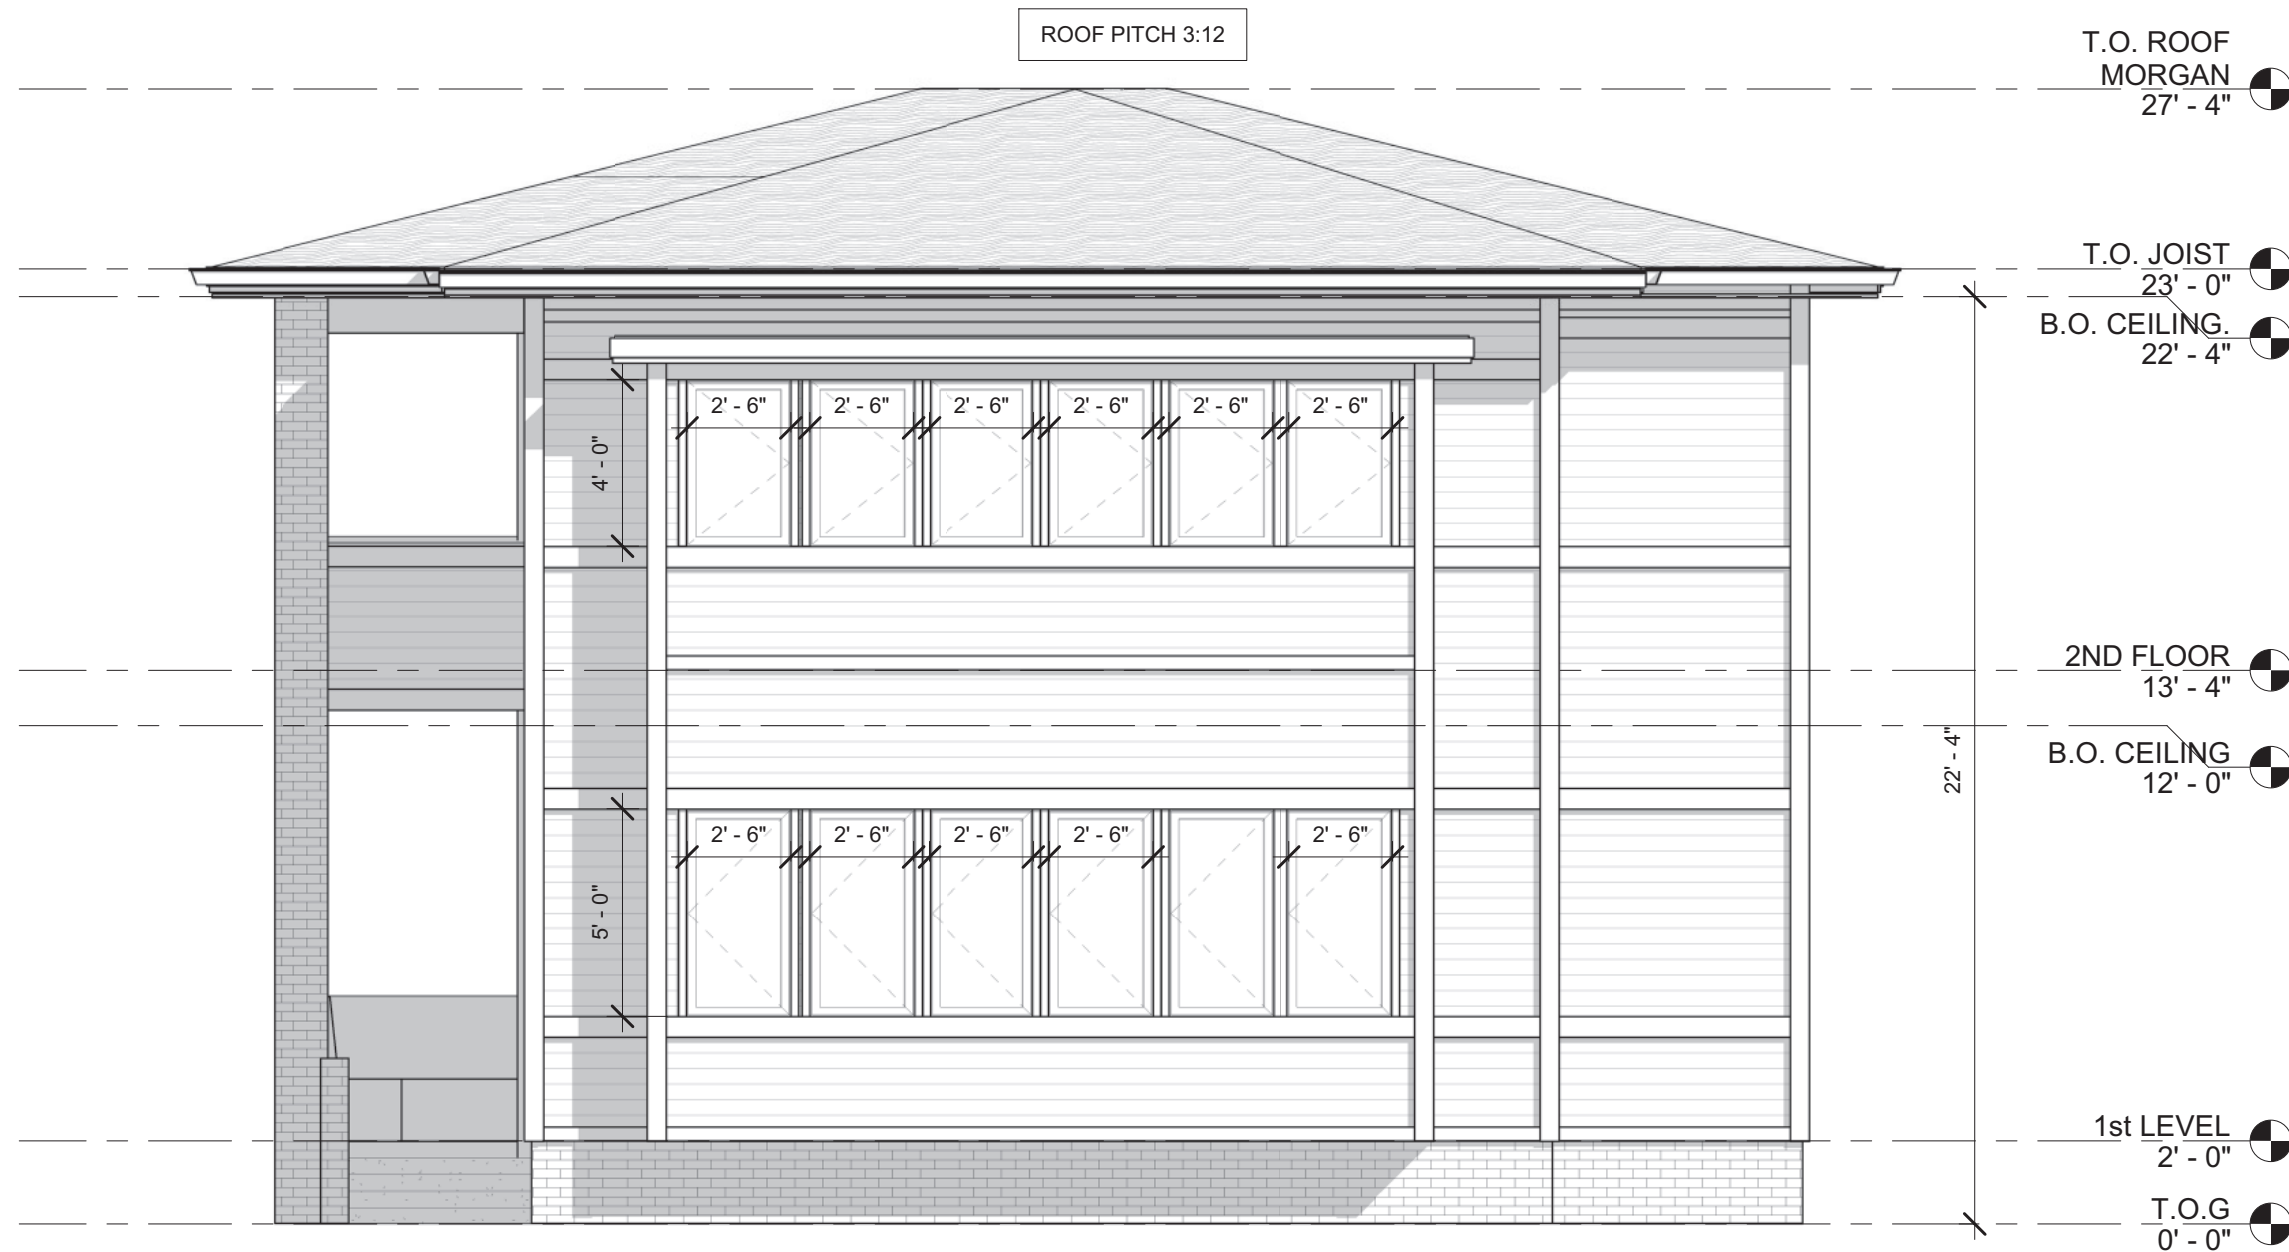 ROOF PITCH 3:12
T.O. ROOF
MORGAN
27' - 4"
T.O. JOIST
23' - 0"
B.O. CEILING.
22' - 4"
2' - 6" 2' - 6" 2' - 6" 2' - 6" 2' - 6" 2' - 6"
4' - 0"
2ND FLOOR
13' - 4"
B.O. CEILING
12' - 0"
22' - 4"
2' - 6" 2' - 6" 2' - 6" 2' - 6" 2' - 6"
5' - 0"
1st LEVEL
2' - 0"
T.O.G
0' - 0"